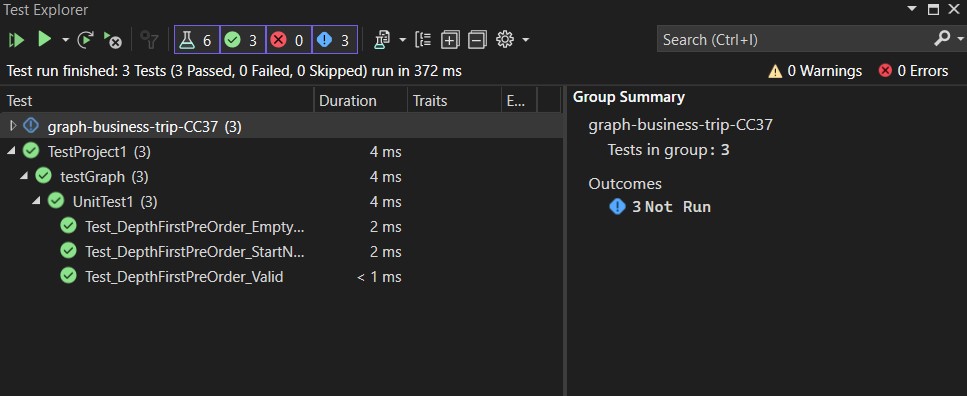 Test Explorer
6 3 0 3
Search (Ctrl+I)
Test run finished: 3 Tests (3 Passed, 0 Failed, 0 Skipped) run in 372 ms
0 Warnings 0 Errors
Test Duration Traits E...
graph-business-trip-CC37 (3)
TestProject1 (3) 4 ms
testGraph (3) 4 ms
UnitTest1 (3) 4 ms
Test_DepthFirstPreOrder_Empty... 2 ms
Test_DepthFirstPreOrder_StartN... 2 ms
Test_DepthFirstPreOrder_Valid < 1 ms
Group Summary
graph-business-trip-CC37
Tests in group: 3
Outcomes
3 Not Run